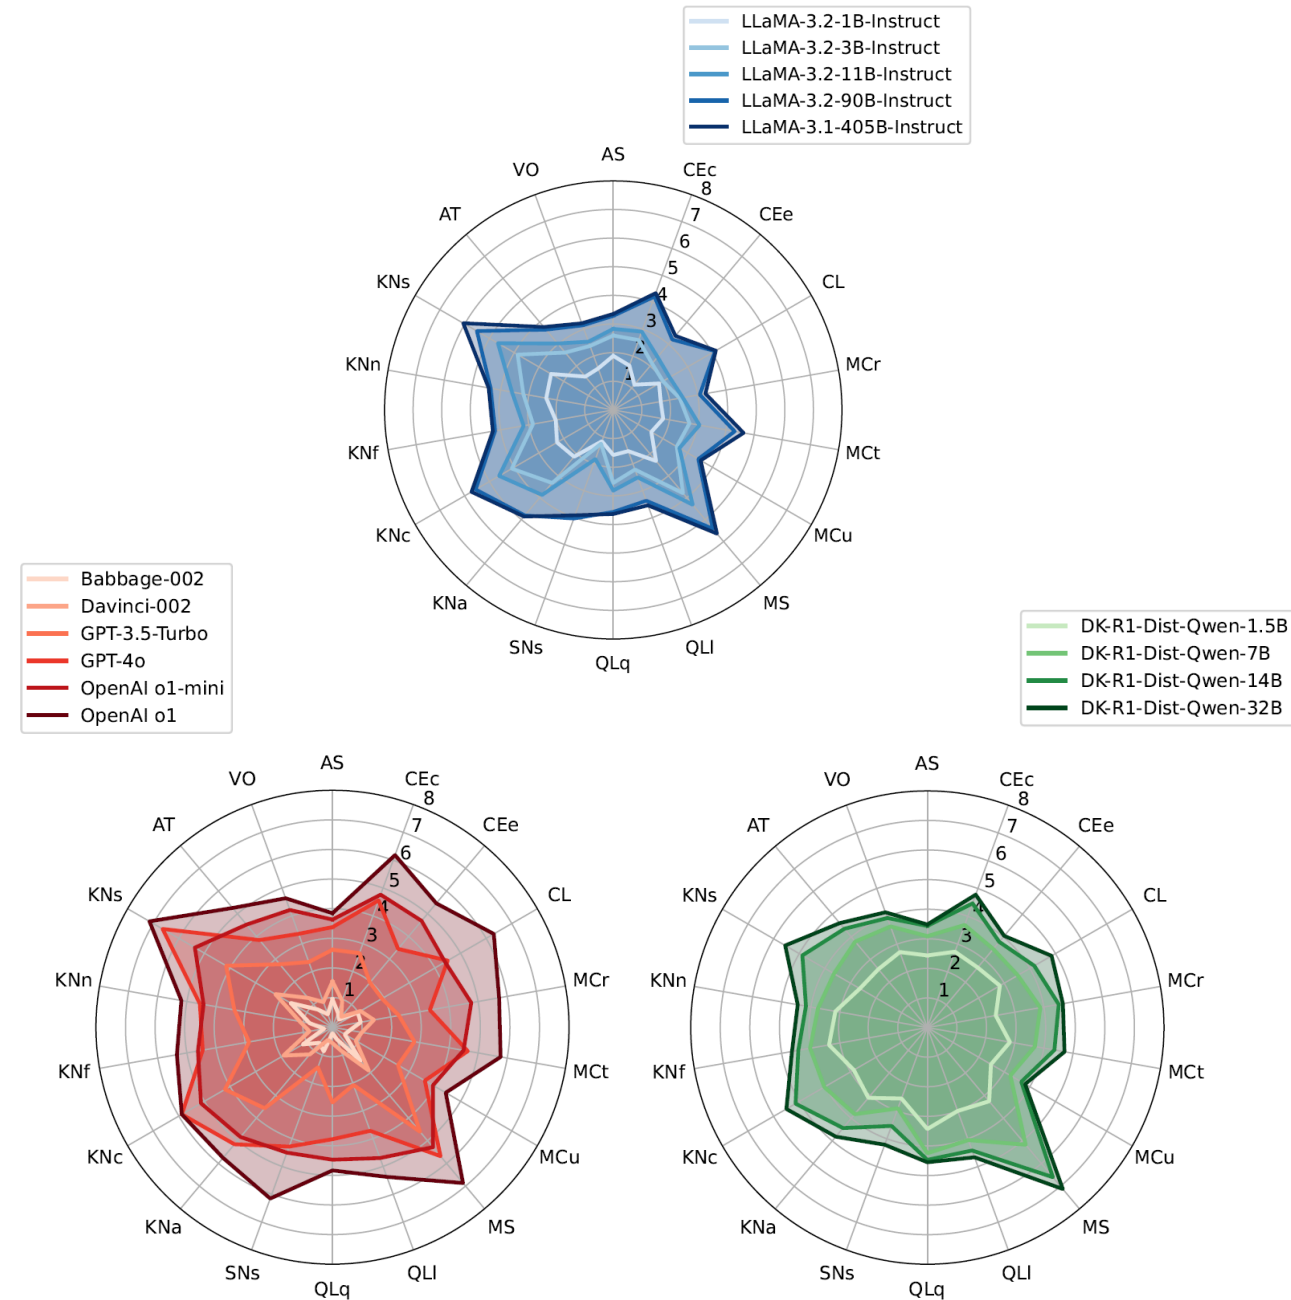 LLaMA-3.2-1B-Instruct
LLaMA-3.2-3B-Instruct
LLaMA-3.2-11B-Instruct
LLaMA-3.2-90B-Instruct
LLaMA-3.1-405B-Instruct
AS
CEc
CEe
CL
MCr
MCt
MCu
MS
QLl
QLq
SNs
KNa
KNc
KNf
KNn
KNs
AT
VO
1
2
3
4
5
6
7
8
Babbage-002
Davinci-002
GPT-3.5-Turbo
GPT-4o
OpenAI o1-mini
OpenAI o1
AS
CEc
CEe
CL
MCr
MCt
MCu
MS
QLl
QLq
SNs
KNa
KNc
KNf
KNn
KNs
AT
VO
1
2
3
4
5
6
7
8
DK-R1-Dist-Qwen-1.5B
DK-R1-Dist-Qwen-7B
DK-R1-Dist-Qwen-14B
DK-R1-Dist-Qwen-32B
AS
CEc
CEe
CL
MCr
MCt
MCu
MS
QLl
QLq
SNs
KNa
KNc
KNf
KNn
KNs
AT
VO
1
2
3
4
5
6
7
8